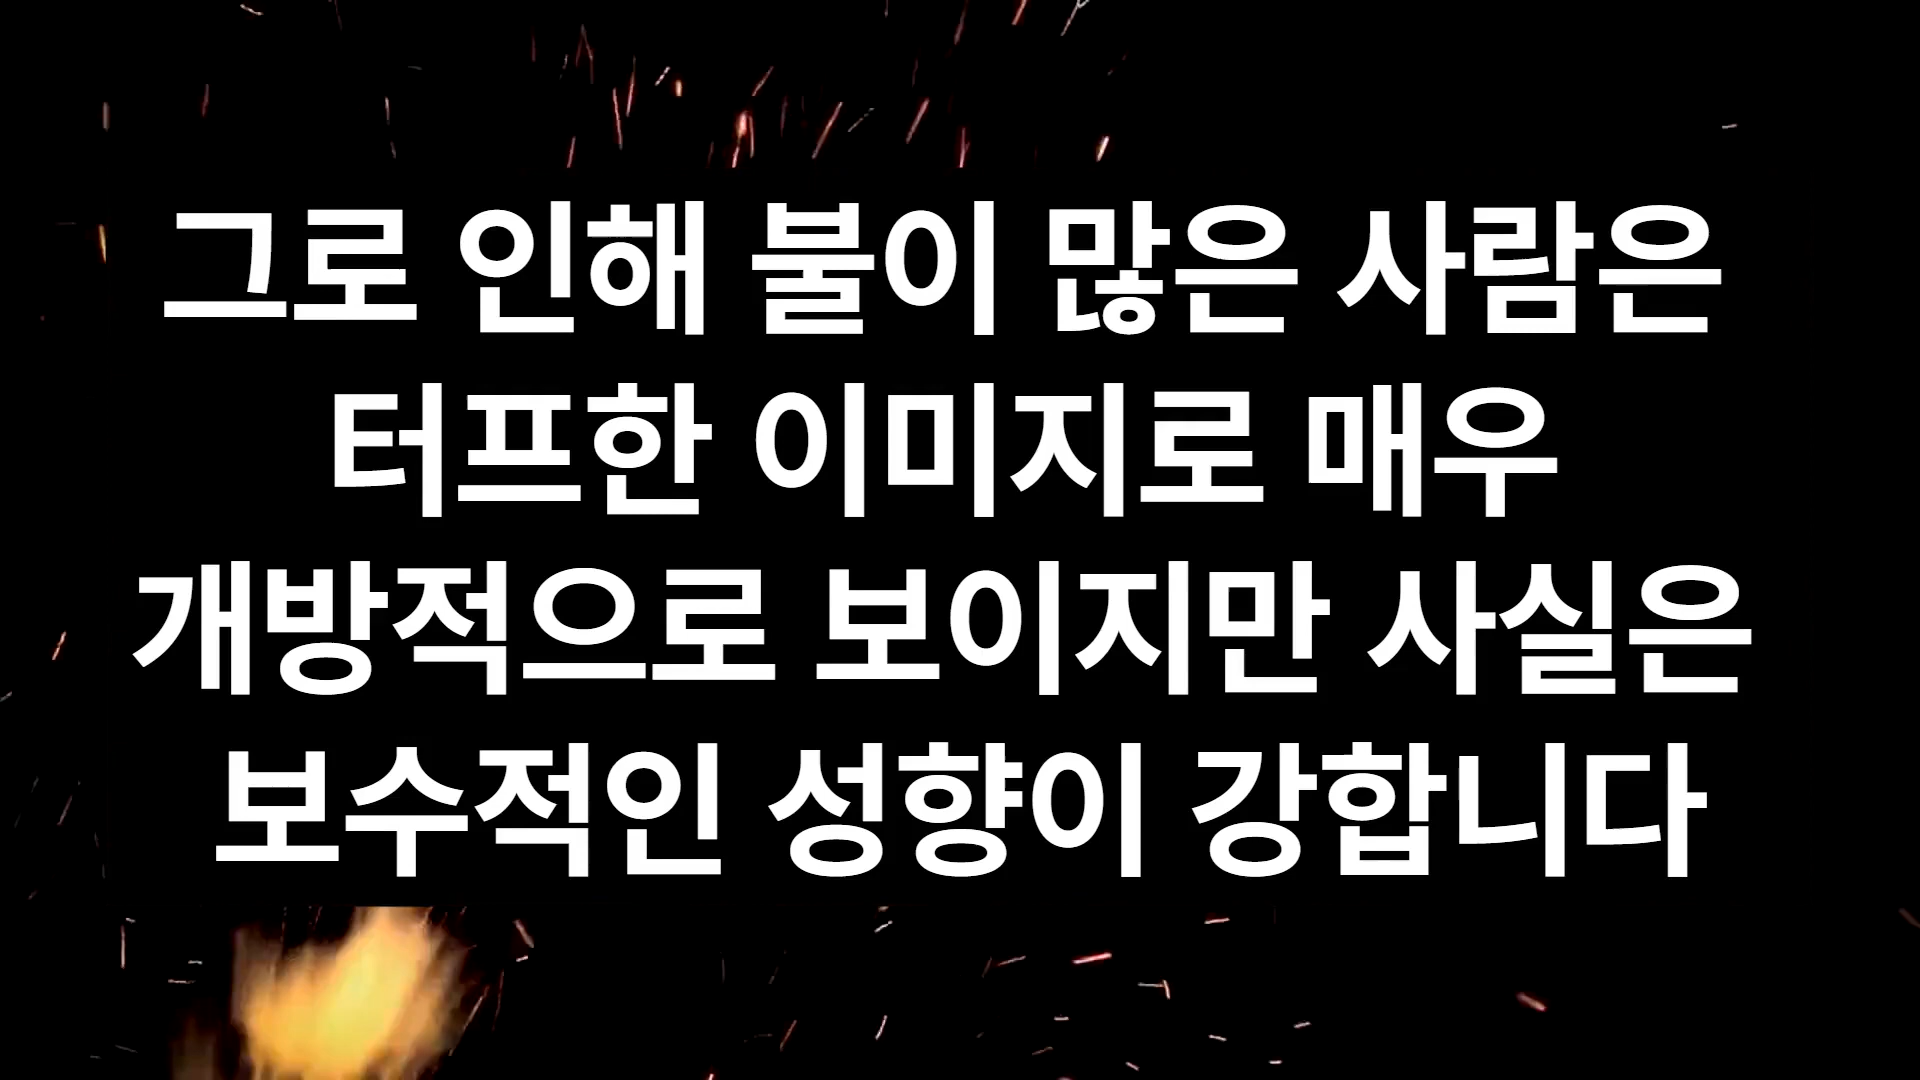 그로 인해 불이 많은 사람은
터프한 이미지로 매우
개방적으로 보이지만 사실은
보수적인 성향이 강합니다